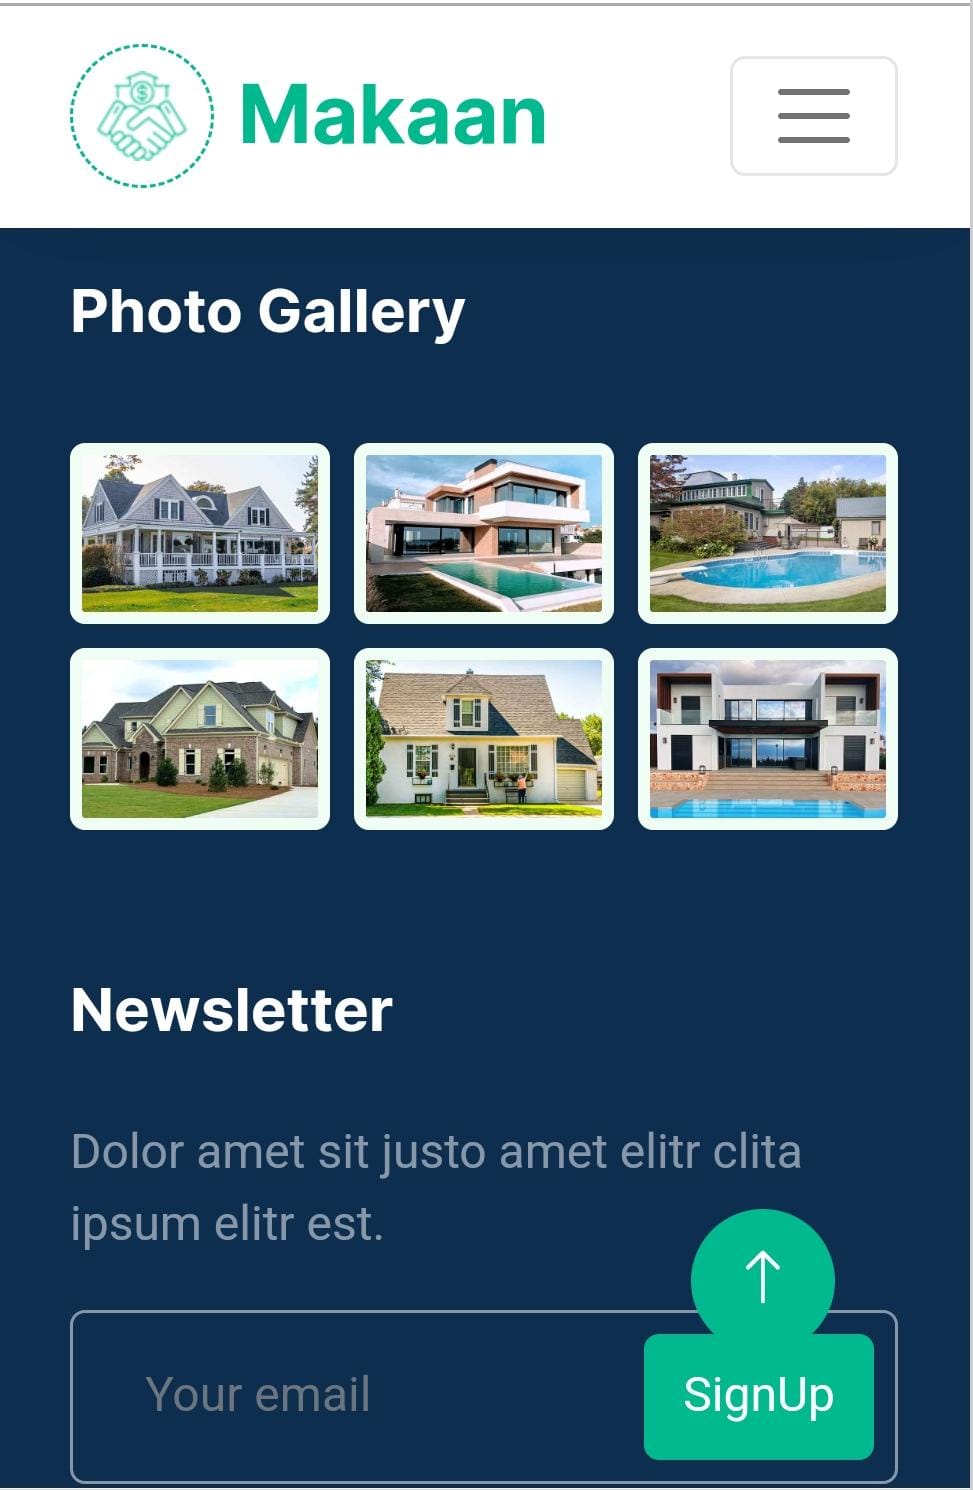 Makaan
Photo Gallery
Newsletter
Dolor amet sit justo amet elitr clita
ipsum elitr est.
Your email
SignUp